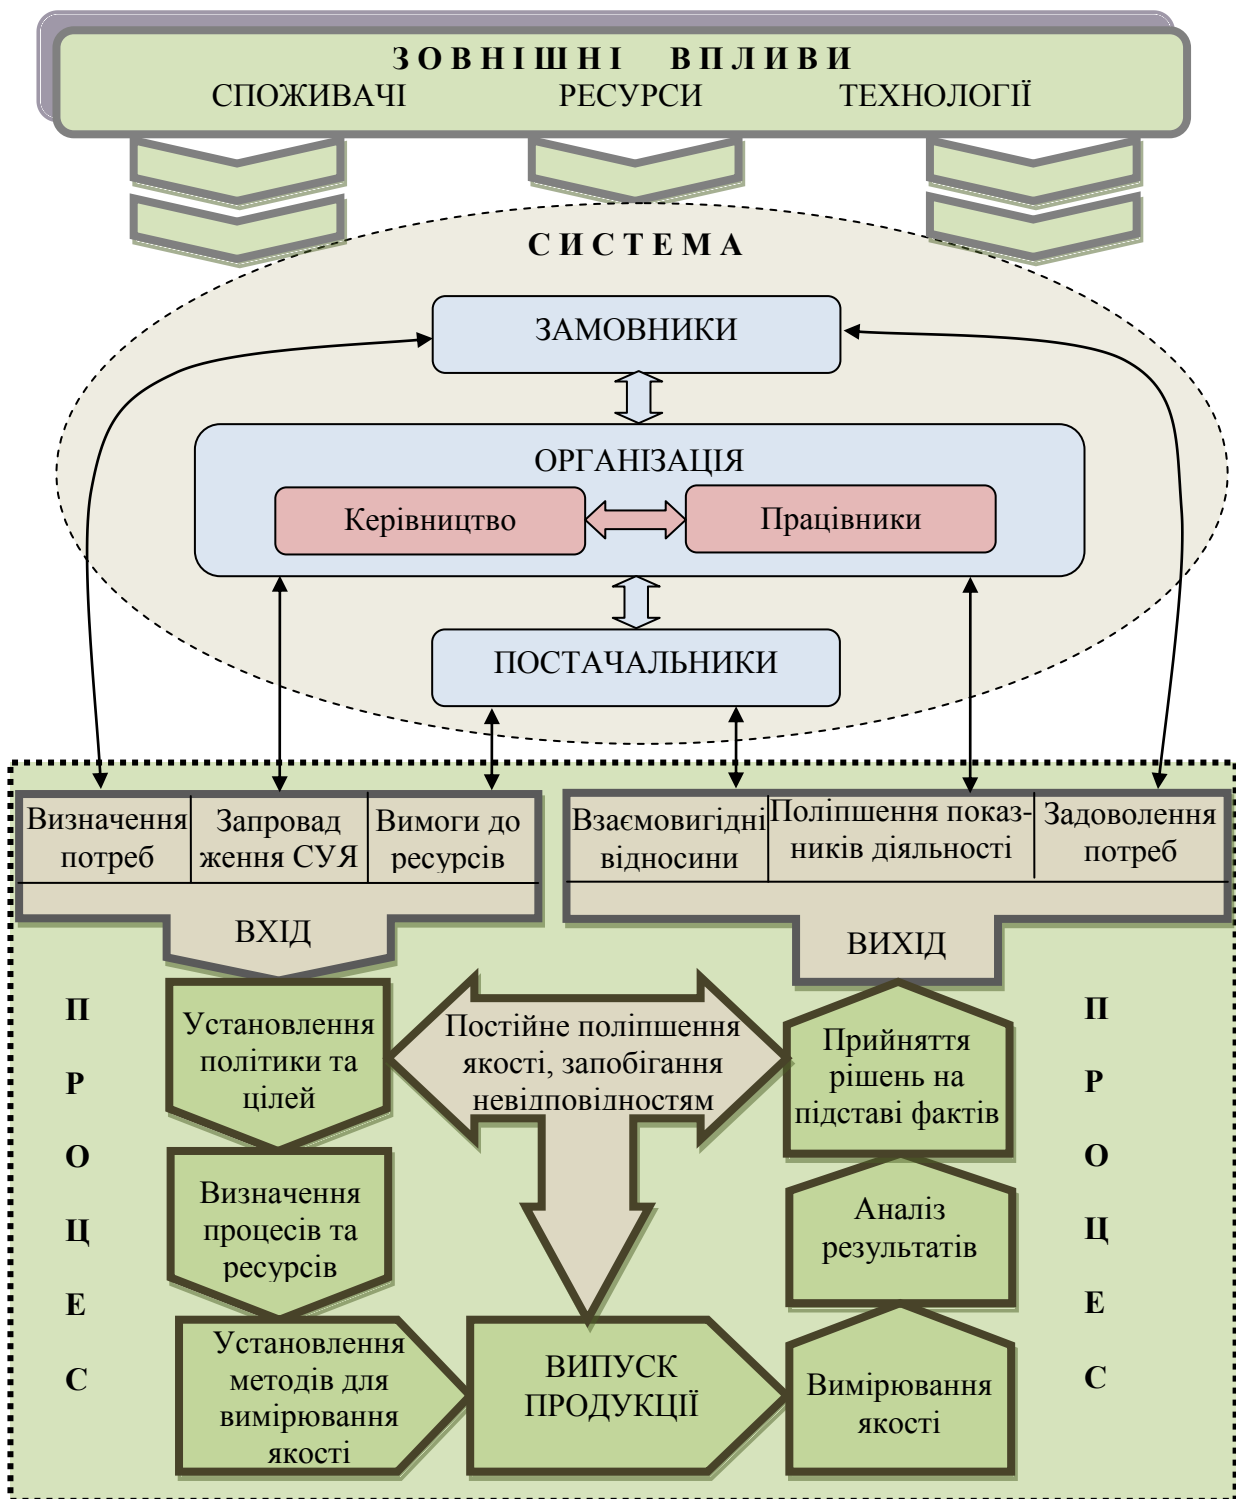 ЗОВНІШНІ ВПЛИВИ
СПОЖИВАЧІ РЕСУРСИ ТЕХНОЛОГІЇ
СИСТЕМА
ЗАМОВНИКИ
ОРГАНІЗАЦІЯ
Керівництво
Працівники
ПОСТАЧАЛЬНИКИ
Визначення
потреб
Запровад
ження СУЯ
Вимоги до
ресурсів
Взаємовигідні
відносини
Поліпшення показ-
ників діяльності
Задоволення
потреб
ВХІД
ВИХІД
ПРОЦЕС
Установлення
політики та
цілей
Постійне поліпшення
якості, запобігання
невідповідностям
Прийняття
рішень на
підставі фактів
ПРОЦЕС
Визначення
процесів та
ресурсів
Аналіз
результатів
Установлення
методів для
вимірювання
якості
ВИПУСК
ПРОДУКЦІЇ
Вимірювання
якості